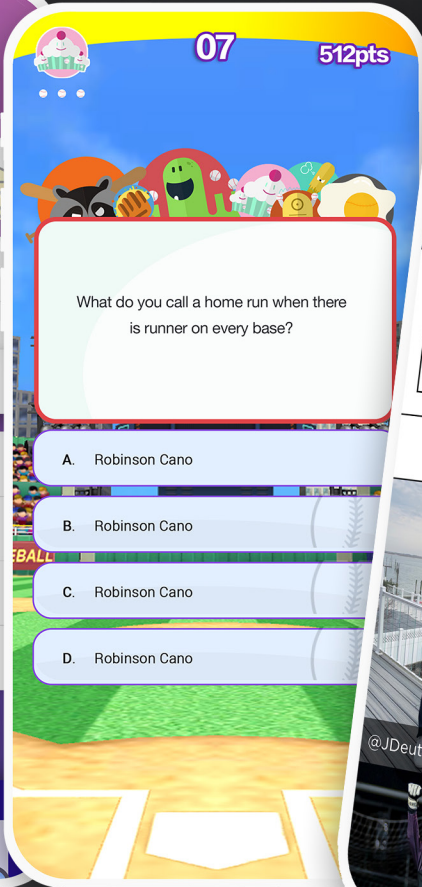 07
512pts
What do you call a home run when there
is runner on every base?
A. Robinson Cano
B. Robinson Cano
C. Robinson Cano
D. Robinson Cano
EBALL
@JDeut